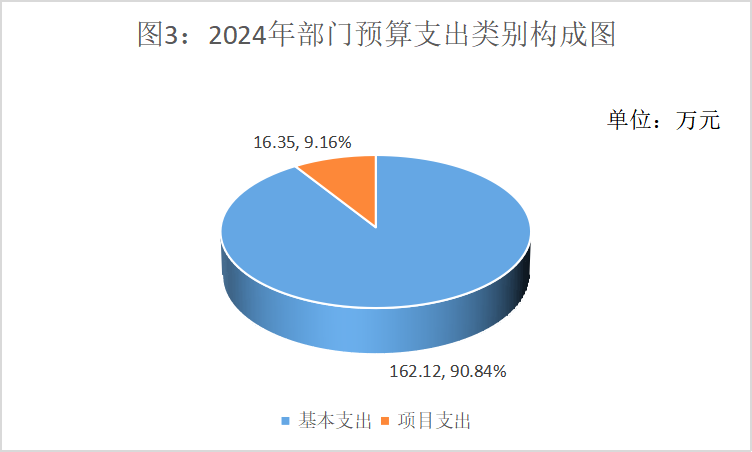 图3：2024年部门预算支出类别构成图
单位：万元
16.35, 9.16%
162.12, 90.84%
基本支出 项目支出